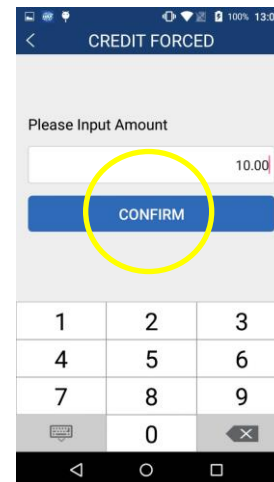 100% 13:0
CREDIT FORCED
Please Input Amount
10.00
CONFIRM
1 2 3
4 5 6
7 8 9
0